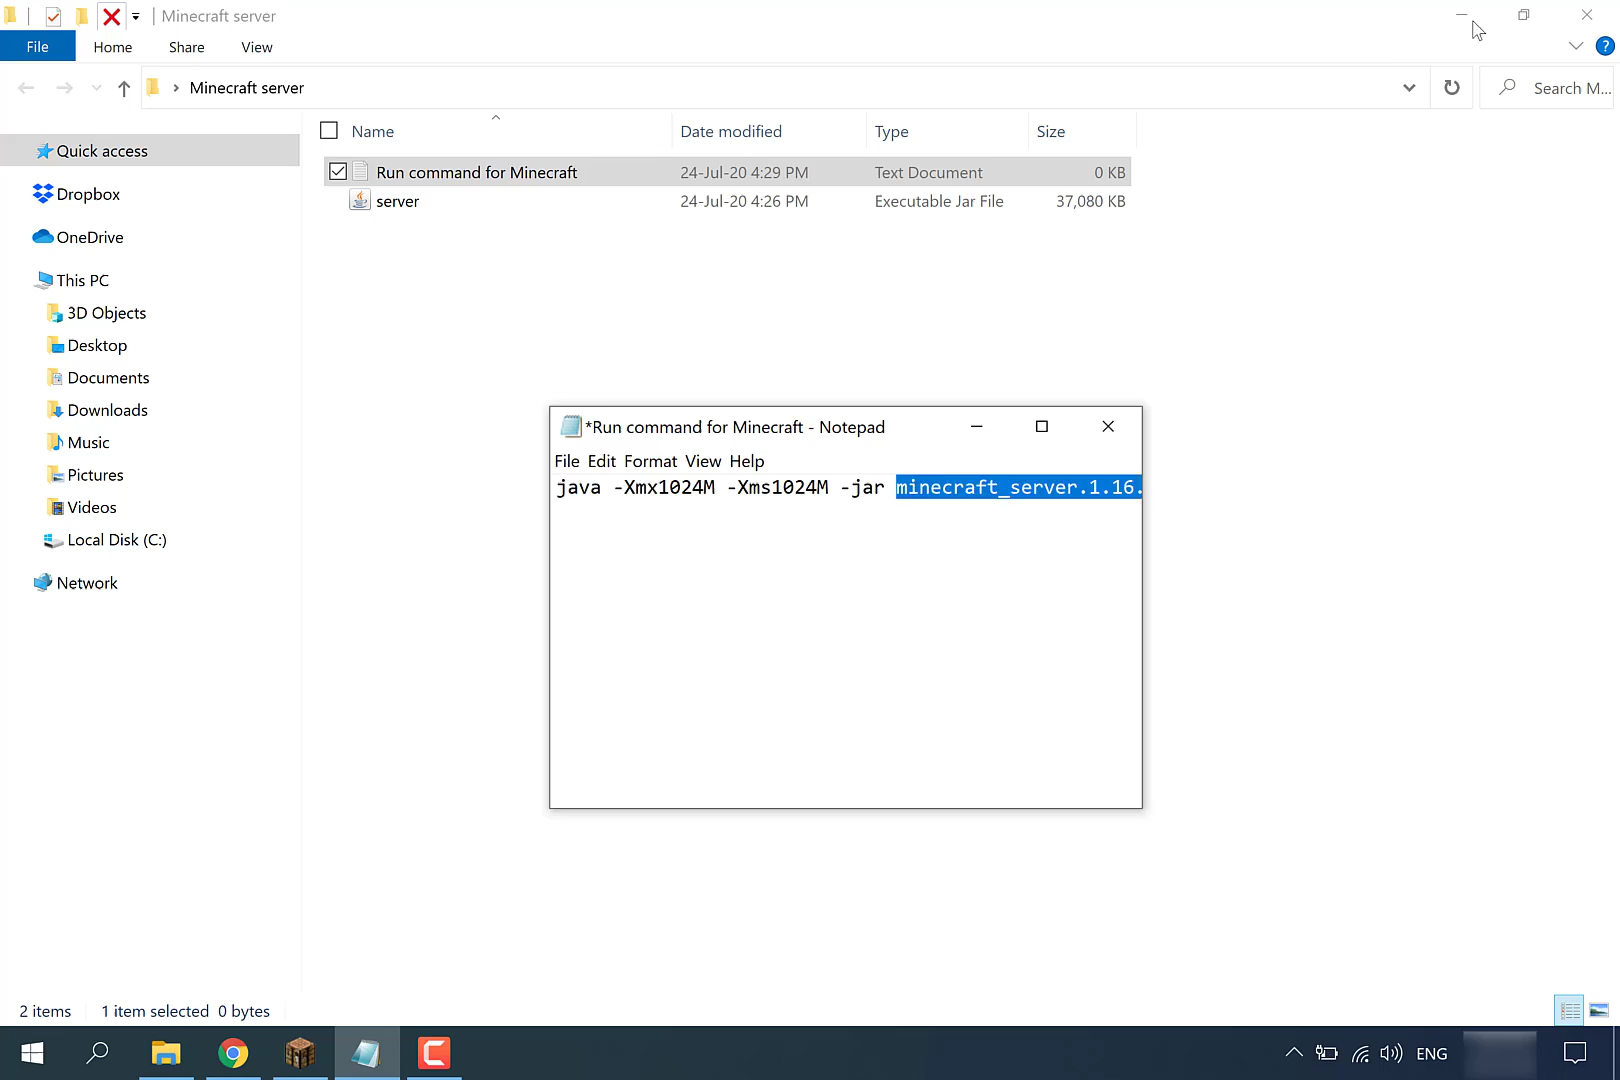 Minecraft server
File Home Share View ?
Minecraft server
Search M...
Name Date modified Type Size
Run command for Minecraft 24-Jul-20 4:29 PM Text Document 0 KB
server 24-Jul-20 4:26 PM Executable Jar File 37,080 KB
Quick access
Dropbox
OneDrive
This PC
3D Objects
Desktop
Documents
Downloads
Music
Pictures
Videos
Local Disk (C:)
Network
*Run command for Minecraft - Notepad
File Edit Format View Help
java -Xmx1024M -Xms1024M -jar minecraft_server.1.16.
2 items 1 item selected 0 bytes
ENG